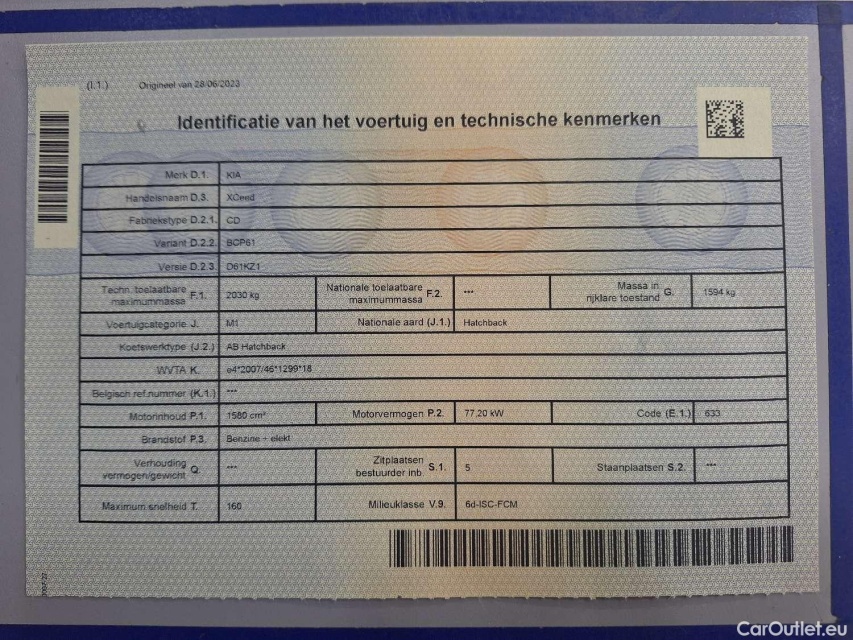 (I.1.) Origineel van 28/06/2023
Identificatie van het voertuig en technische kenmerken
Merk D.1. KIA
Handelsnaam D.3. XCeed
Fabriekstype D.2.1. CD
Variant D.2.2. BCP61
Versie D.2.3. D61KZ1
Techn. toelaatbare maximummassa F.1. 2030 kg Nationale toelaatbare maximummassa F.2. *** Massa in rijklare toestand G. 1594 kg
Voertuigcategorie J. M1 Nationale aard (J.1.) Hatchback
Koetswerktype (J.2.) AB Hatchback
WVTA K. e4*2007/46*1299*18
Belgisch ref.nummer (K.1.) ***
Motorinhoud P.1. 1580 cm³ Motorvermogen P.2. 77,20 kW Code (E.1.) 633
Brandstof P.3. Benzine + elekt
Verhouding vermogen/gewicht Q. *** Zitplaatsen bestuurder inb. S.1. 5 Staanplaatsen S.2. ***
Maximum snelheid T. 160 Milieuklasse V.9. 6d-ISC-FCM
CarOutlet.eu